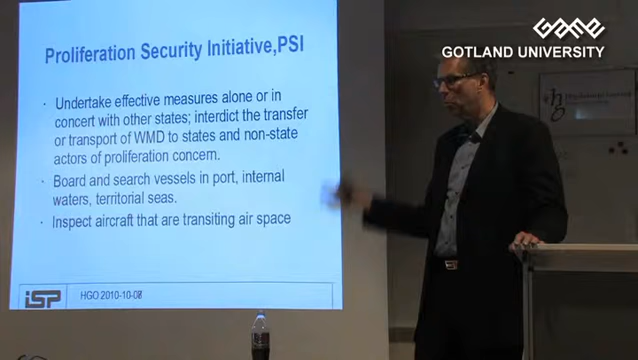 GOTLAND UNIVERSITY
Proliferation Security Initiative,PSI
· Undertake effective measures alone or in
concert with other states; interdict the transfer
or transport of WMD to states and non-state
actors of proliferation concern.
· Board and search vessels in port, internal
waters, territorial seas.
· Inspect aircraft that are transiting air space
iSP
HGO 2010-10-08
hg